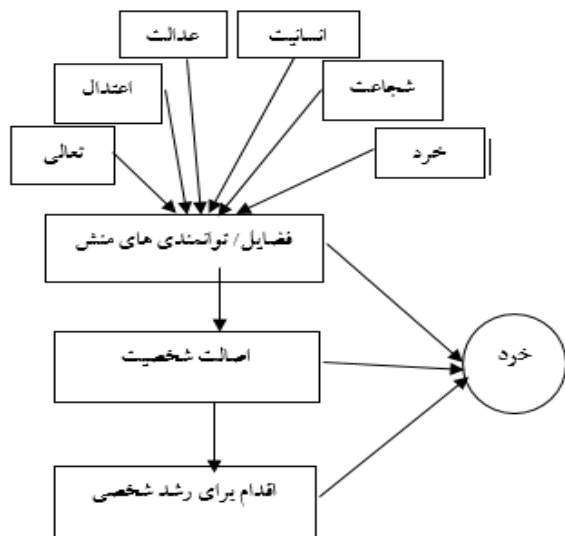 انسانیت
عدالت
شجاعت
اعتدال
خرد
تعالی
فضایل/ توانمندی های منش
خرد
اصالت شخصیت
اقدام برای رشد شخصی